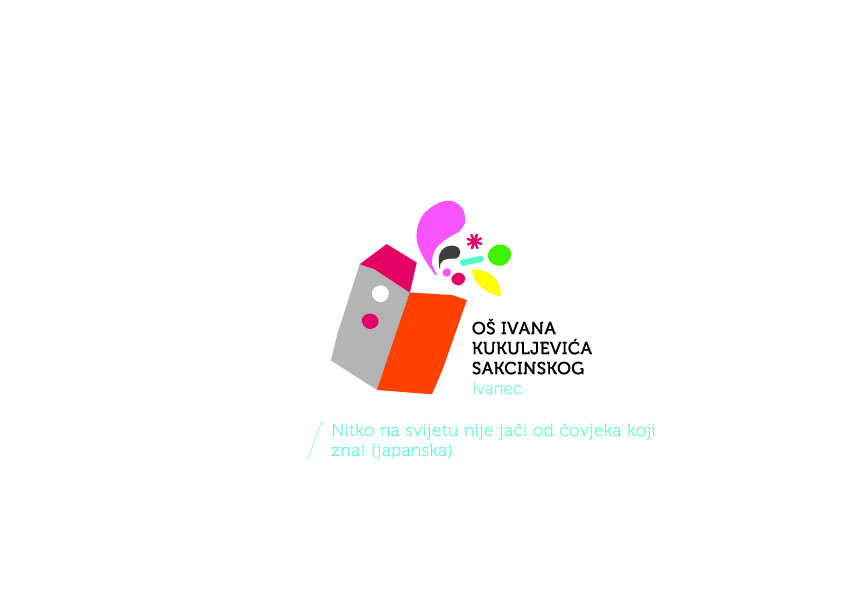 OŠ IVANA
KUKULJEVIĆA
SAKCINSKOG
Ivanec
Nitko na svijetu nije jači od čovjeka koji
zna! (japanska)